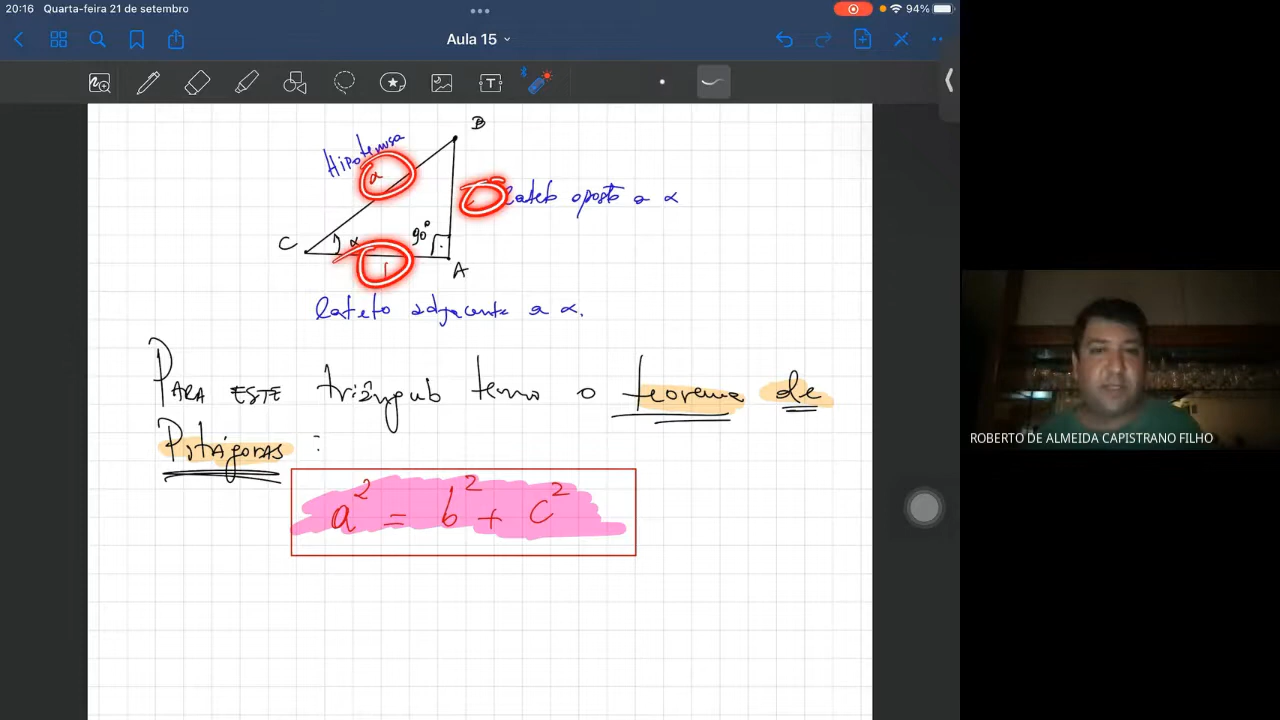 20:16 Quarta-feira 21 de setembro
94%
Aula 15
B
Hipotenusa
a
Cateto oposto a α
C
α
90°
A
Cateto adjacente a α.
PARA ESTE triângulo temos o teorema de
PITÁGORAS :
a² = b² + c²
ROBERTO DE ALMEIDA CAPISTRANO FILHO